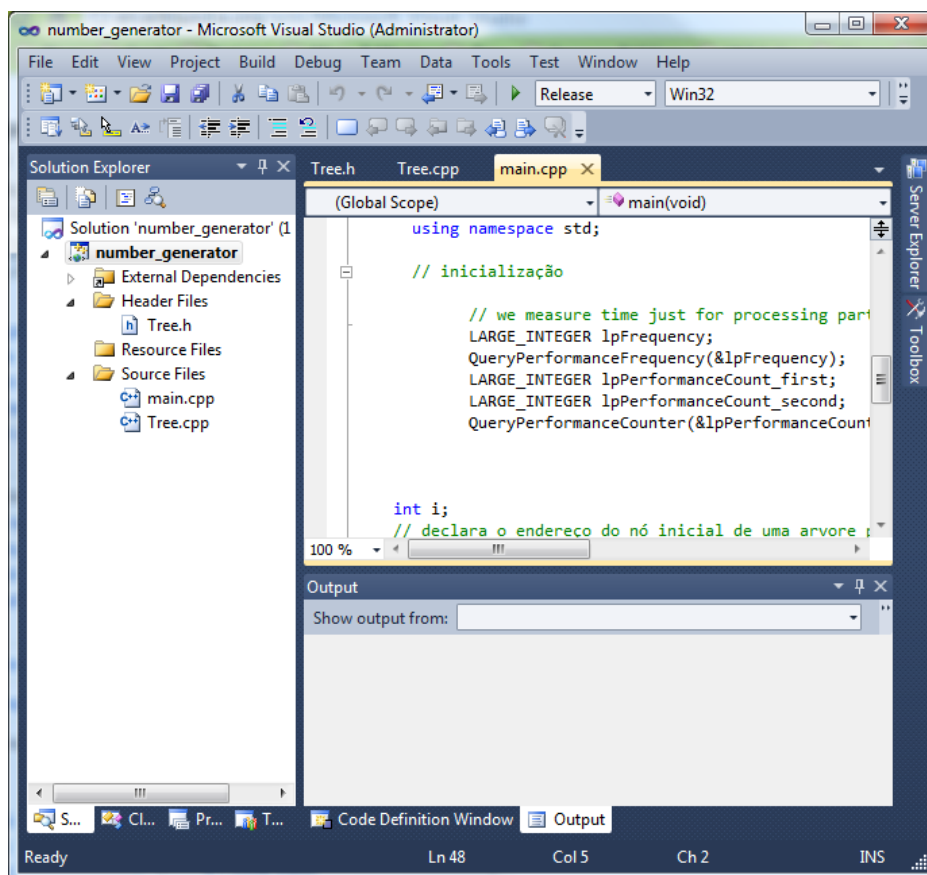 number_generator - Microsoft Visual Studio (Administrator)
File Edit View Project Build Debug Team Data Tools Test Window Help
Release Win32
Solution Explorer
Solution 'number_generator' (1
number_generator
External Dependencies
Header Files
Tree.h
Resource Files
Source Files
main.cpp
Tree.cpp
Tree.h Tree.cpp main.cpp
(Global Scope) main(void)
using namespace std;
// inicialização
// we measure time just for processing part
LARGE_INTEGER lpFrequency;
QueryPerformanceFrequency(&lpFrequency);
LARGE_INTEGER lpPerformanceCount_first;
LARGE_INTEGER lpPerformanceCount_second;
QueryPerformanceCounter(&lpPerformanceCount
int i;
// declara o endereço do nó inicial de uma arvore p
100 %
Output
Show output from:
Server Explorer
Toolbox
S... Cl... Pr... T...
Code Definition Window Output
Ready Ln 48 Col 5 Ch 2 INS